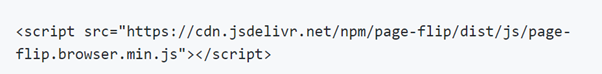 <script src="https://cdn.jsdelivr.net/npm/page-flip/dist/js/page-
flip.browser.min.js"></script>